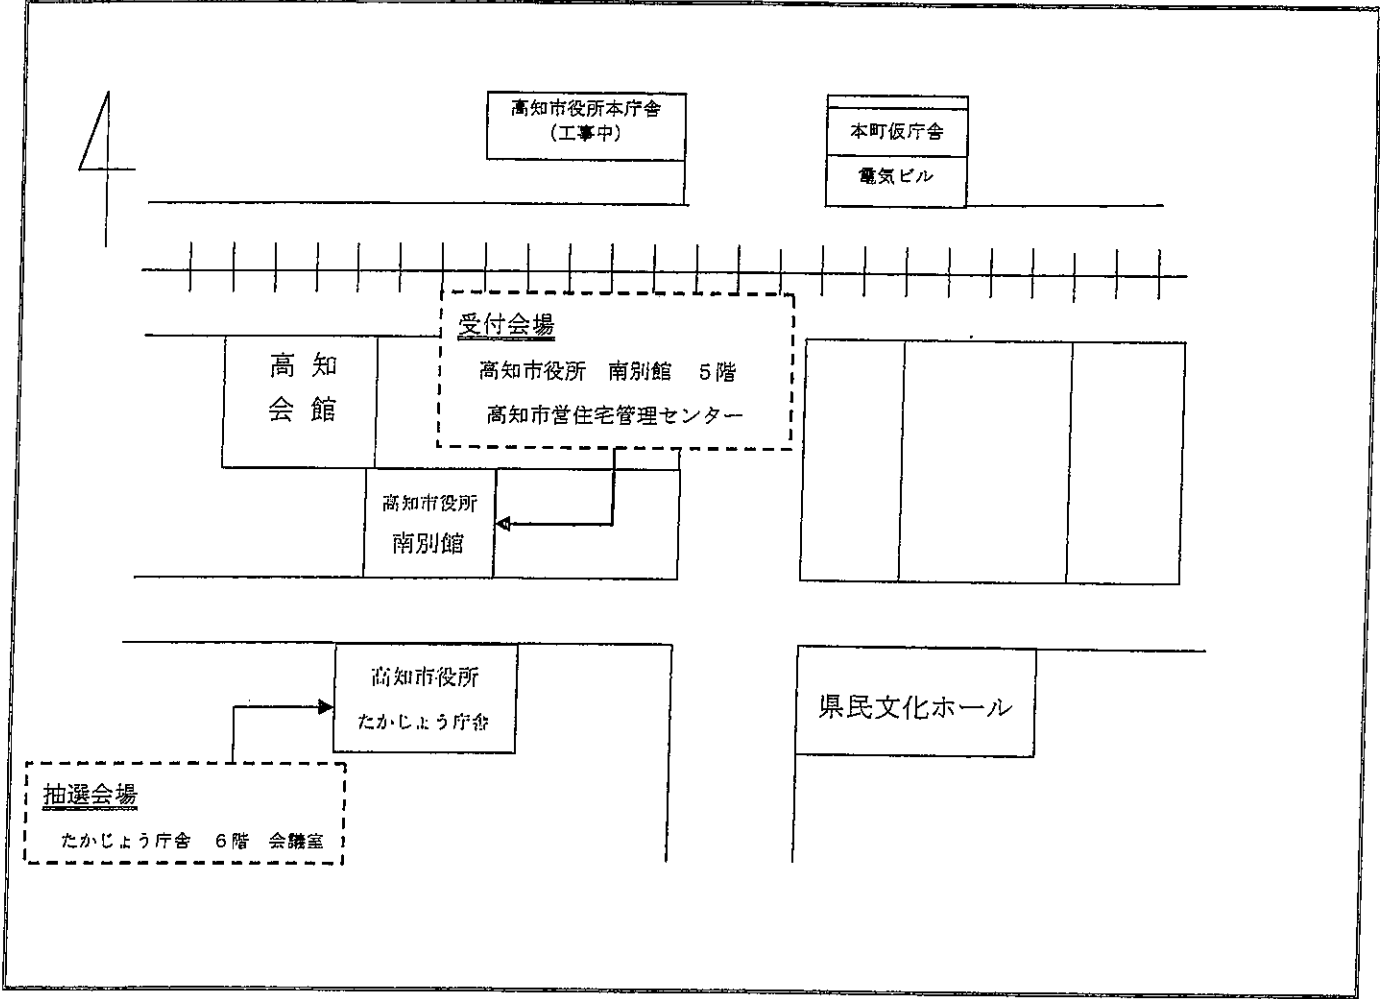 高知市役所本庁舎
(工事中)
本町仮庁舎
電気ビル
受付会場
高知市役所　南別館　５階
高知市営住宅管理センター
高　知
会　館
高知市役所
南別館
高知市役所
たかじょう庁舎
県民文化ホール
抽選会場
たかじょう庁舎　６階　会議室